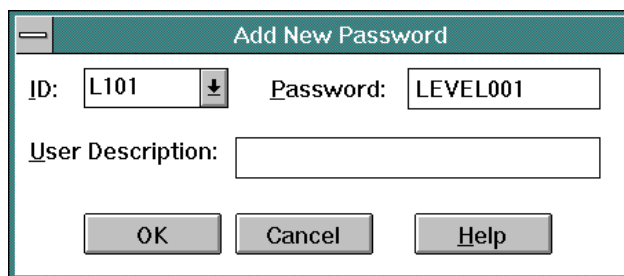 Add New Password
ID: L101 Password: LEVEL001
User Description:
OK Cancel Help